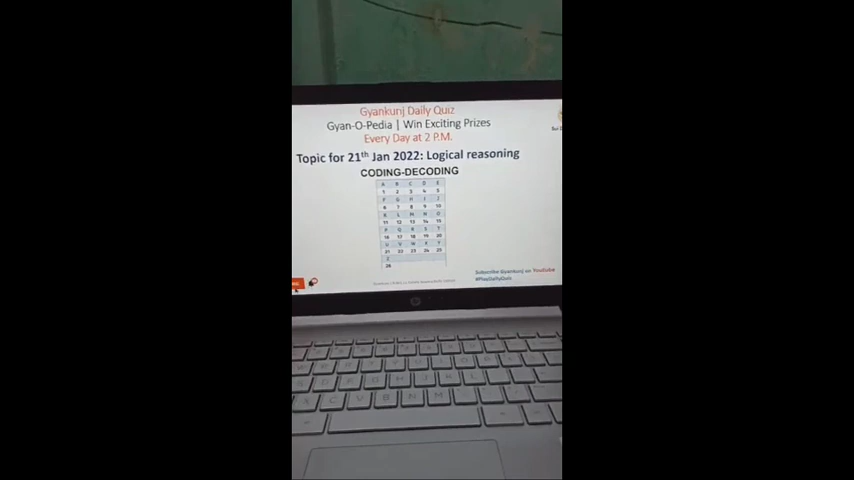 Gyankunj Daily Quiz
Gyan-O-Pedia | Win Exciting Prizes
Every Day at 2 P.M.
Topic for 21th Jan 2022: Logical reasoning
CODING-DECODING
A B C D E
1 2 3 4 5
F G H I J
6 7 8 9 10
K L M N O
11 12 13 14 15
P Q R S T
16 17 18 19 20
U V W X Y
21 22 23 24 25
Z
26
Subscribe Gyankunj on YouTube
#PlayDailyQuiz